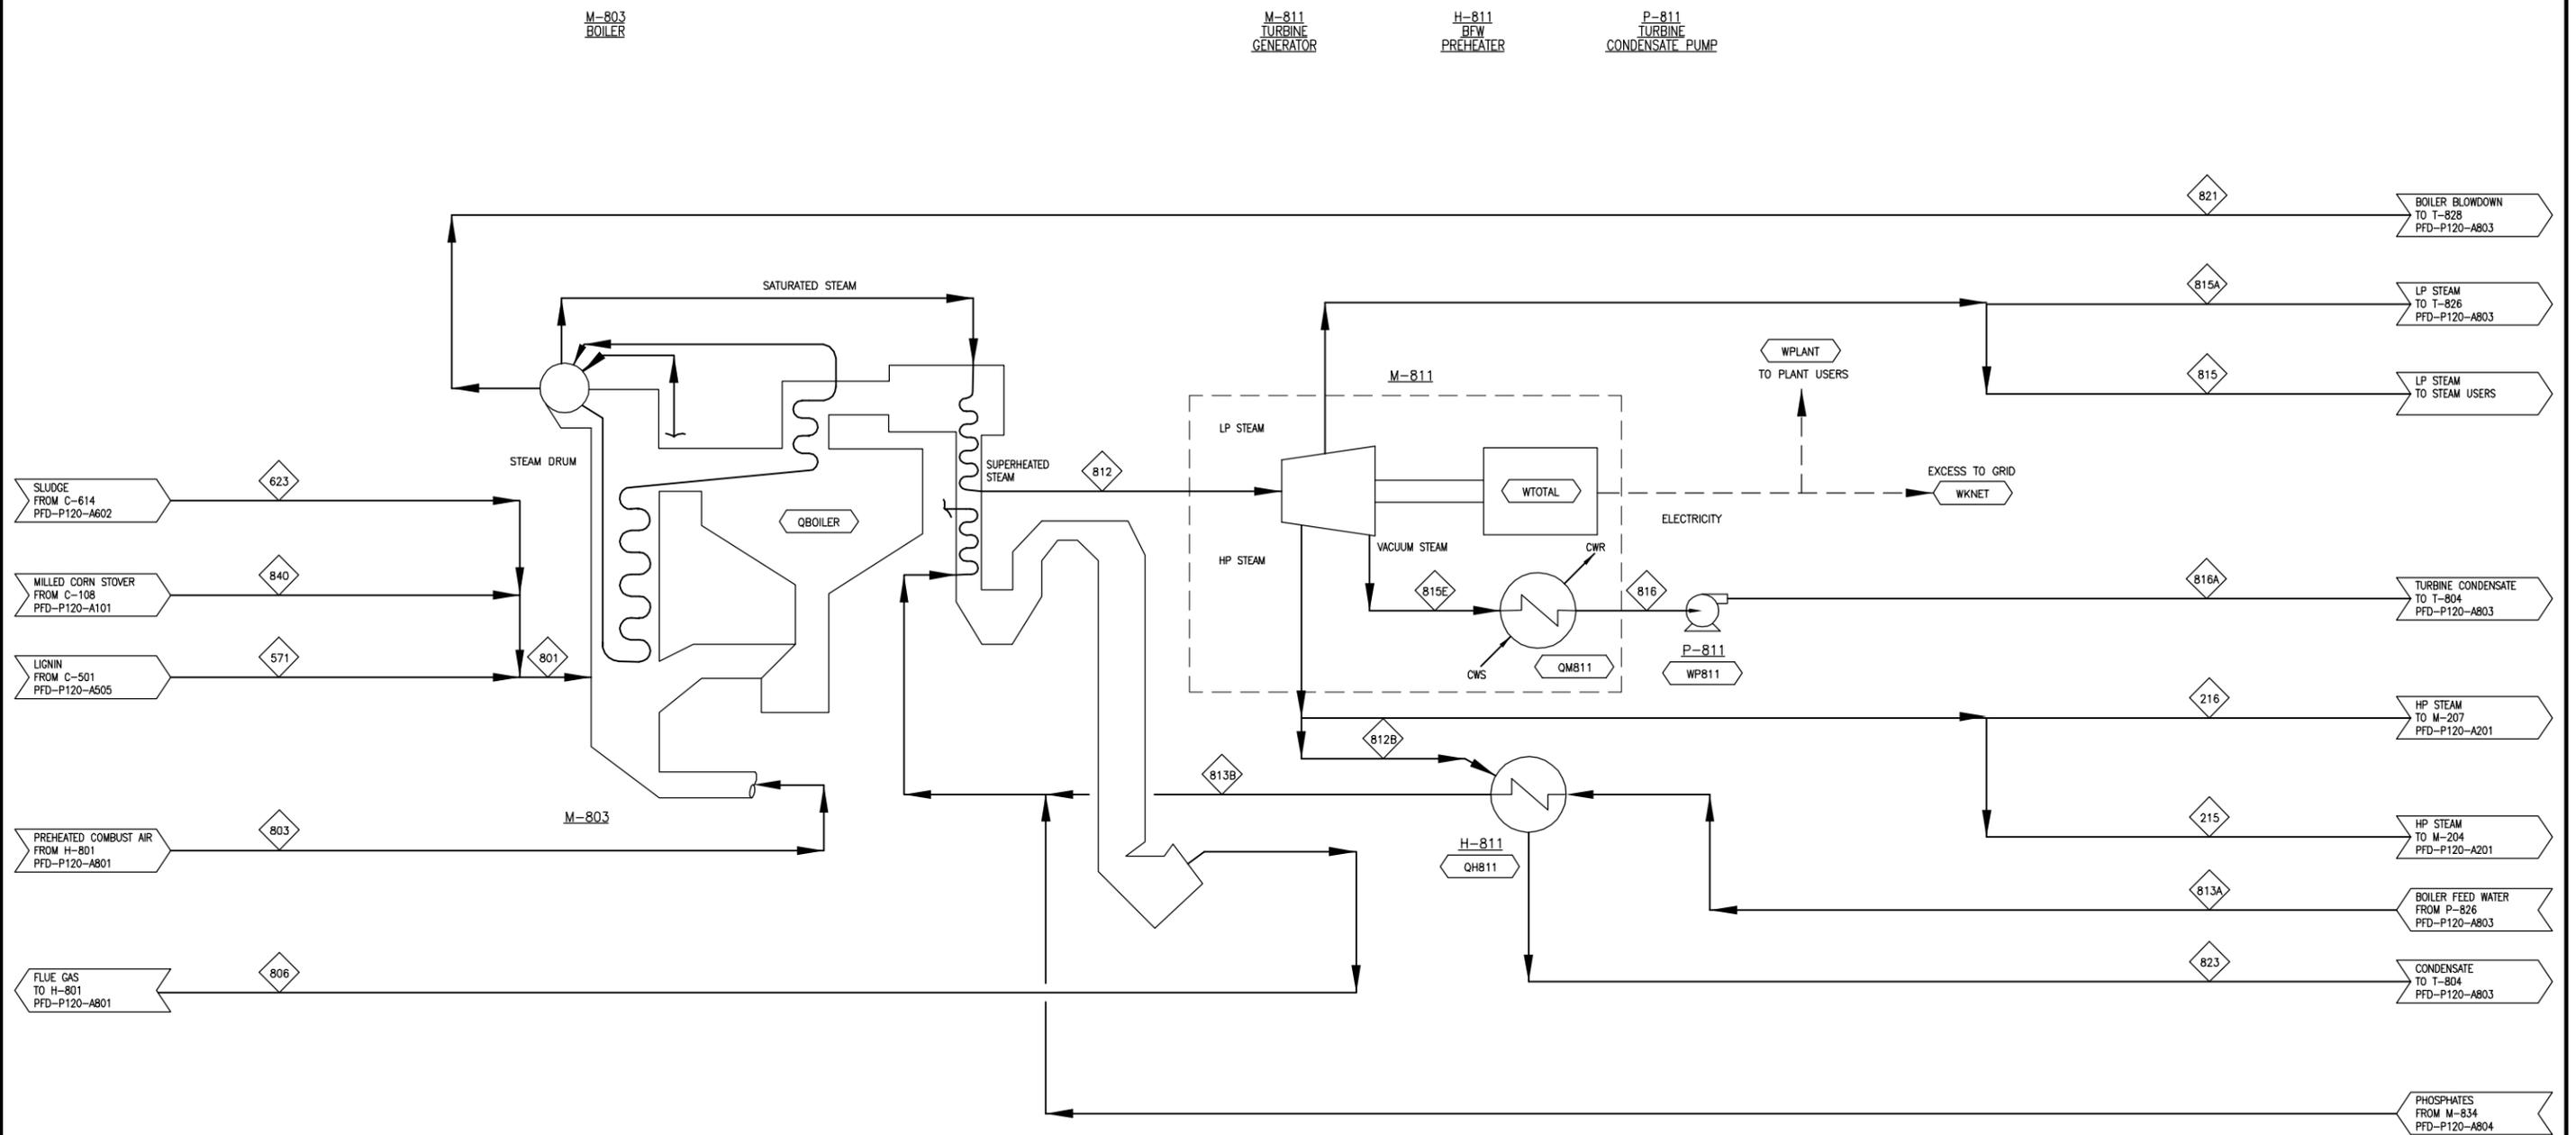 M-803
BOILER
M-811
TURBINE
GENERATOR
H-811
BFW
PREHEATER
P-811
TURBINE
CONDENSATE PUMP
821
BOILER BLOWDOWN
TO T-828
PFD-P120-A803
SATURATED STEAM
815A
LP STEAM
TO T-826
PFD-P120-A803
WPLANT
TO PLANT USERS
815
LP STEAM
TO STEAM USERS
M-811
LP STEAM
STEAM DRUM
SUPERHEATED
STEAM
812
WTOTAL
EXCESS TO GRID
WKNET
ELECTRICITY
623
SLUDGE
FROM C-614
PFD-P120-A602
QBOILER
VACUUM STEAM
HP STEAM
CWR
840
MILLED CORN STOVER
FROM C-108
PFD-P120-A101
815E
816
816A
TURBINE CONDENSATE
TO T-804
PFD-P120-A803
P-811
WP811
CWS
QM811
571
801
LIGNIN
FROM C-501
PFD-P120-A505
216
HP STEAM
TO M-207
PFD-P120-A201
812B
813B
M-803
803
PREHEATED COMBUST AIR
FROM H-801
PFD-P120-A801
H-811
QH811
215
HP STEAM
TO M-204
PFD-P120-A201
813A
BOILER FEED WATER
FROM P-826
PFD-P120-A803
806
FLUE GAS
TO H-801
PFD-P120-A801
823
CONDENSATE
TO T-804
PFD-P120-A803
PHOSPHATES
FROM M-834
PFD-P120-A804